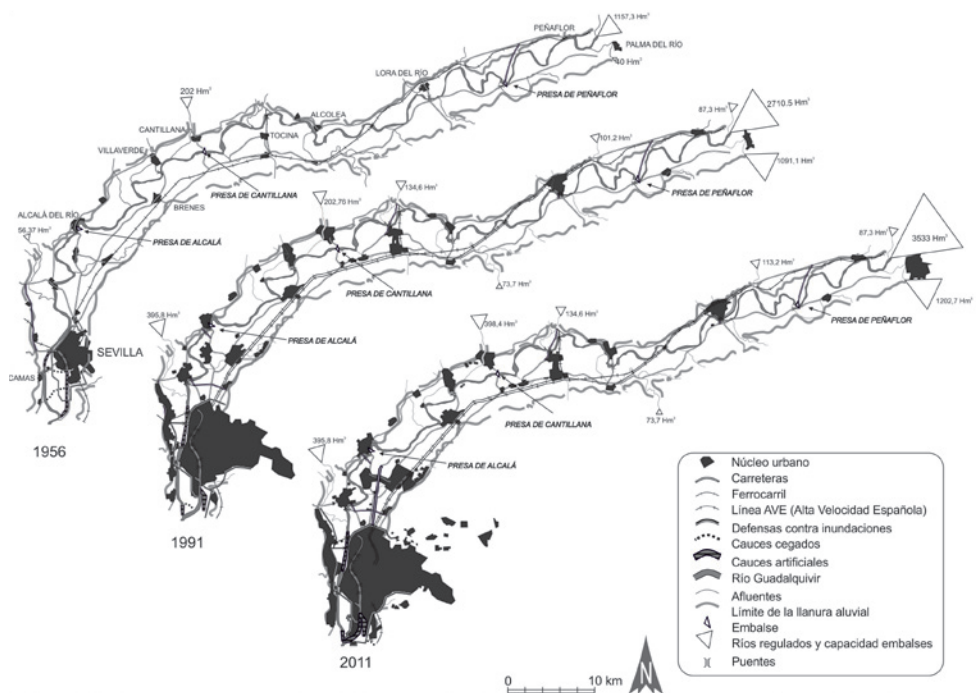 1157,3 Hm³
PEÑAFLOR
PALMA DEL RÍO
40 Hm³
LORA DEL RÍO
PRESA DE PEÑAFLOR
202 Hm³
ALCOLEA
CANTILLANA
TOCINA
VILLAVERDE
PRESA DE CANTILLANA
BRENES
ALCALÁ DEL RÍO
56,37 Hm³
PRESA DE ALCALÁ
SEVILLA
CAMAS
1956
87,3 Hm³
2710.5 Hm³
101,2 Hm³
1091,1 Hm³
PRESA DE PEÑAFLOR
134,6 Hm³
202,70 Hm³
PRESA DE CANTILLANA
73,7 Hm³
395,8 Hm³
PRESA DE ALCALÁ
1991
87,3 Hm³
3533 Hm³
113,2 Hm³
1202,7 Hm³
PRESA DE PEÑAFLOR
134,6 Hm³
398,4 Hm³
PRESA DE CANTILLANA
73,7 Hm³
395,8 Hm³
PRESA DE ALCALÁ
2011
Núcleo urbano
Carreteras
Ferrocarril
Línea AVE (Alta Velocidad Española)
Defensas contra inundaciones
Cauces cegados
Cauces artificiales
Río Guadalquivir
Afluentes
Límite de la llanura aluvial
Embalse
Ríos regulados y capacidad embalses
Puentes
0 10 km
N